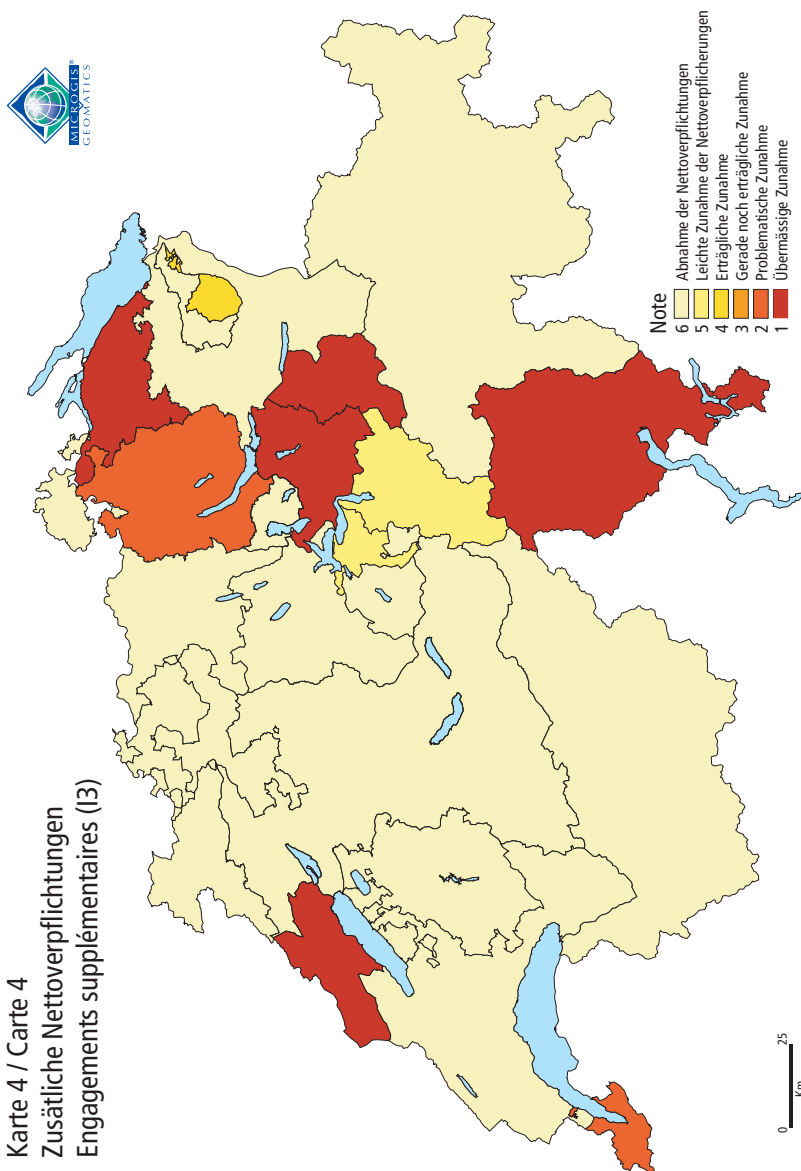 Karte 4 / Carte 4
Zusätliche Nettoverpflichtungen
Engagements supplémentaires (I3)
MICROGIS®
GEOMATICS
Note
6 Abnahme der Nettoverpflichtungen
5 Leichte Zunahme der Nettoverpflicherungen
4 Erträgliche Zunahme
3 Gerade noch erträgliche Zunahme
2 Problematische Zunahme
1 Übermässige Zunahme
0 25
Km